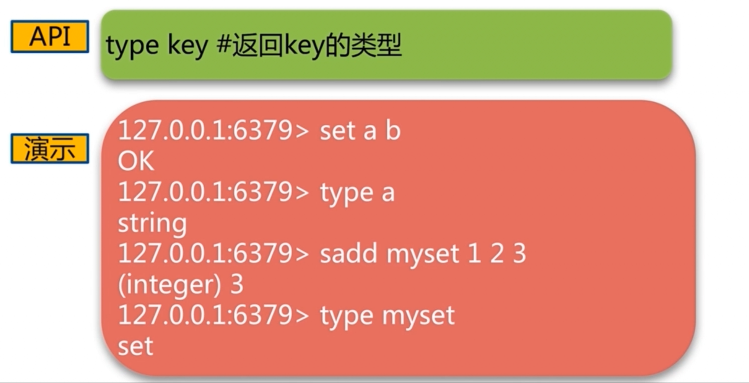 API
type key #返回key的类型
演示
127.0.0.1:6379> set a b
OK
127.0.0.1:6379> type a
string
127.0.0.1:6379> sadd myset 1 2 3
(integer) 3
127.0.0.1:6379> type myset
set